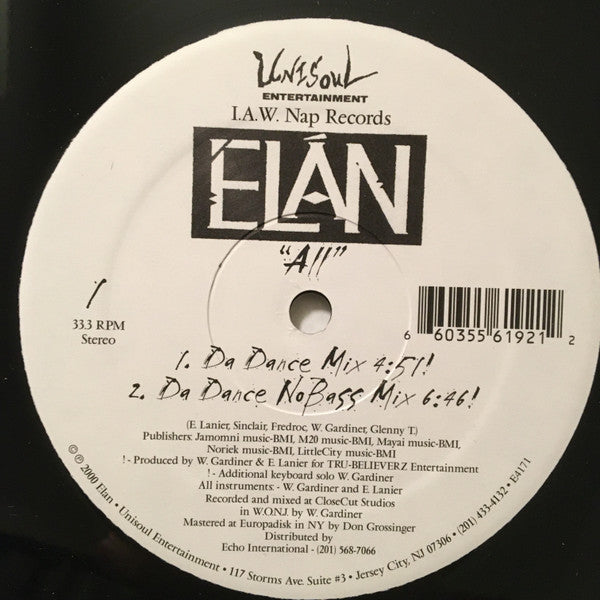 UNISOUL
ENTERTAINMENT
I.A.W. Nap Records
ELÁN
“All”
1
33.3 RPM
Stereo
6 60355 61921 2
1. Da Dance Mix 4:51!
2. Da Dance NoBass Mix 6:46!
(E. Lanier, Sinclair, Fredroc, W. Gardiner, Glenny T.)
Publishers: Jamomni music-BMI, M20 music-BMI, Mayai music-BMI,
Noriek music-BMI, LittleCity music-BMI
! - Produced by W. Gardiner & E. Lanier for TRU-BELIEVERZ Entertainment
! - Additional keyboard solo W. Gardiner
All instruments - W. Gardiner and E. Lanier
Recorded and mixed at CloseCut Studios
in W.O.N.J. by W. Gardiner
Mastered at Europadisk in NY by Don Grossinger
Distributed by
Echo International - (201) 568-7066
© ℗ 2000 Elan • Unisoul Entertainment • 117 Storms Ave. Suite #3 • Jersey City, NJ 07306 • (201) 433-4132 • E4171